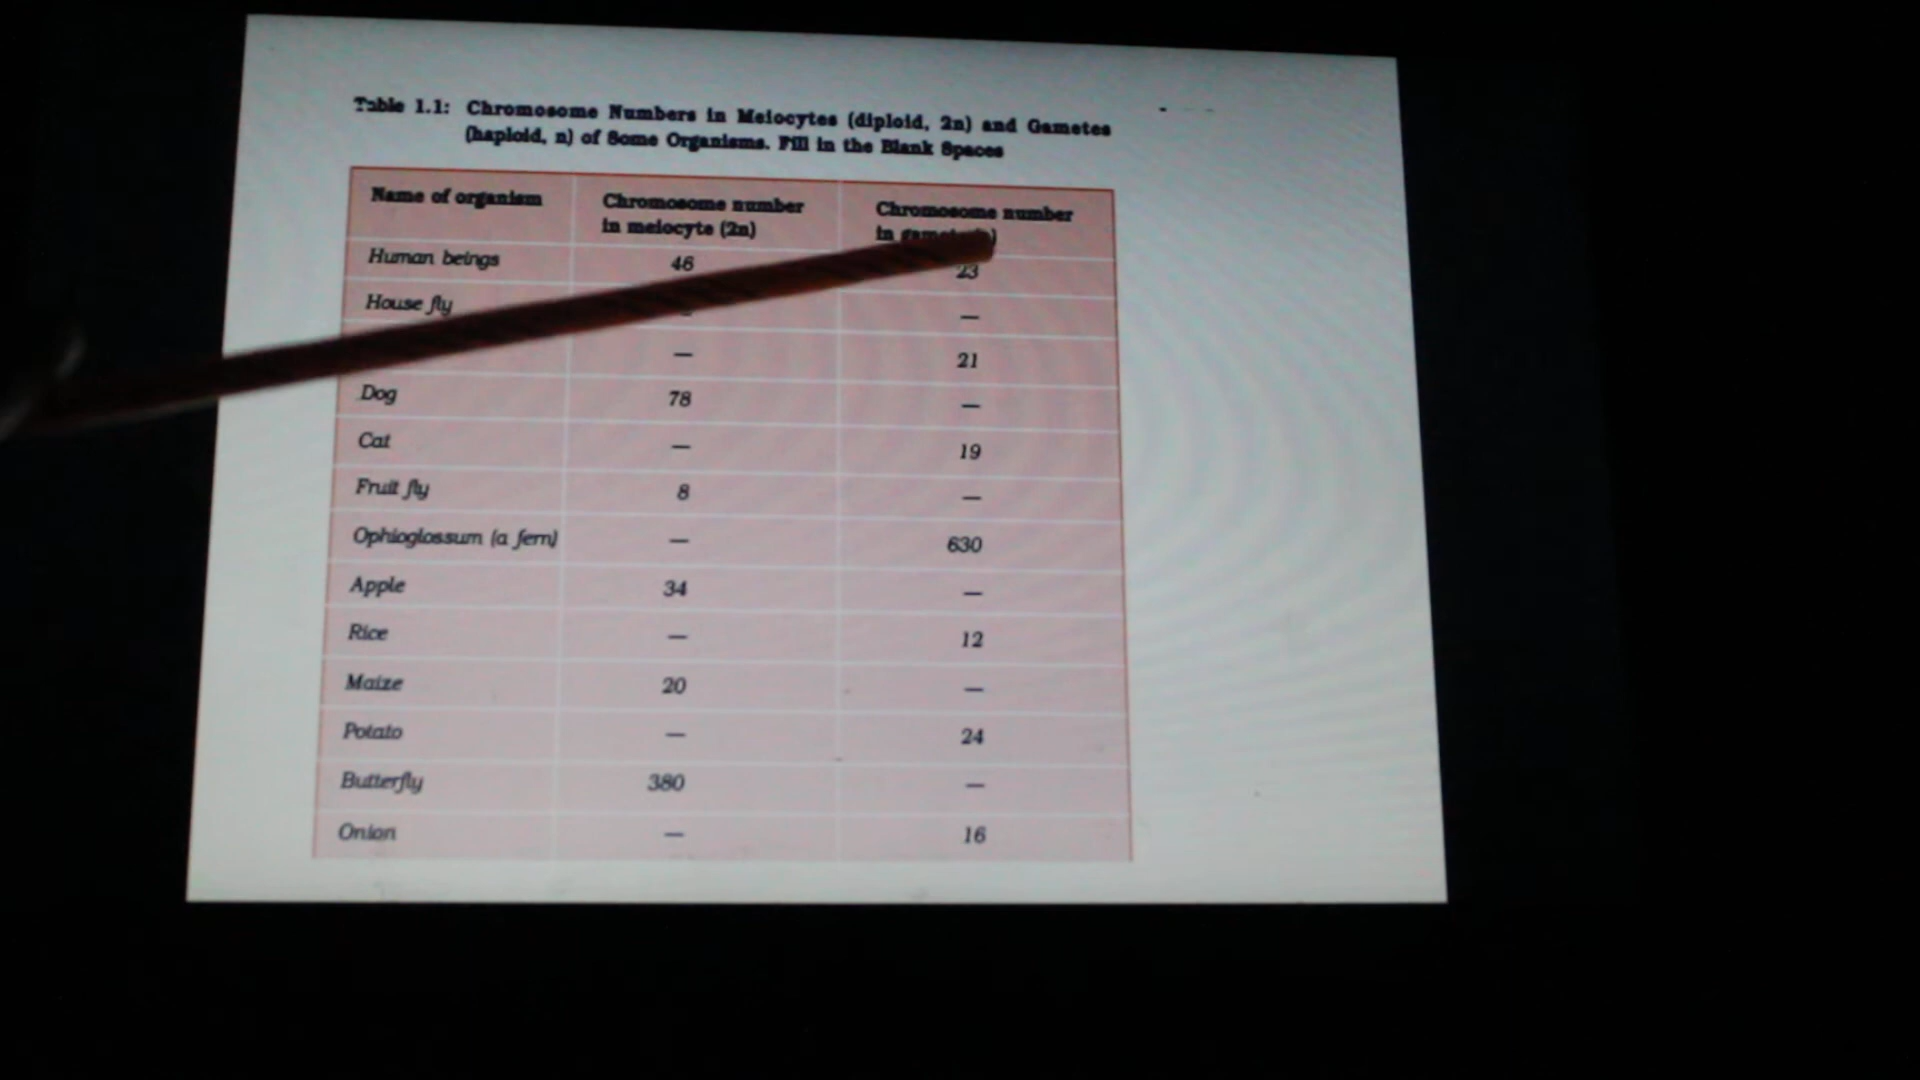 Table 1.1: Chromosome Numbers in Meiocytes (diploid, 2n) and Gametes
(haploid, n) of Some Organisms. Fill in the Blank Spaces
Name of organism Chromosome number in meiocyte (2n) Chromosome number in
Human beings 46 23
House fly —
— 21
Dog 78 —
Cat — 19
Fruit fly 8 —
Ophioglossum (a fern) — 630
Apple 34 —
Rice — 12
Maize 20 —
Potato — 24
Butterfly 380 —
Onion — 16